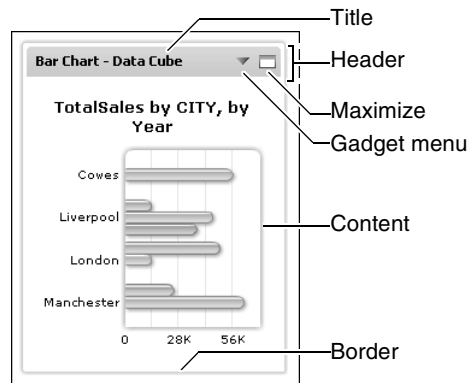 Title
Bar Chart - Data Cube
Header
Maximize
Gadget menu
TotalSales by CITY, by
Year
Cowes
Liverpool
London
Manchester
Content
0 28K 56K
Border